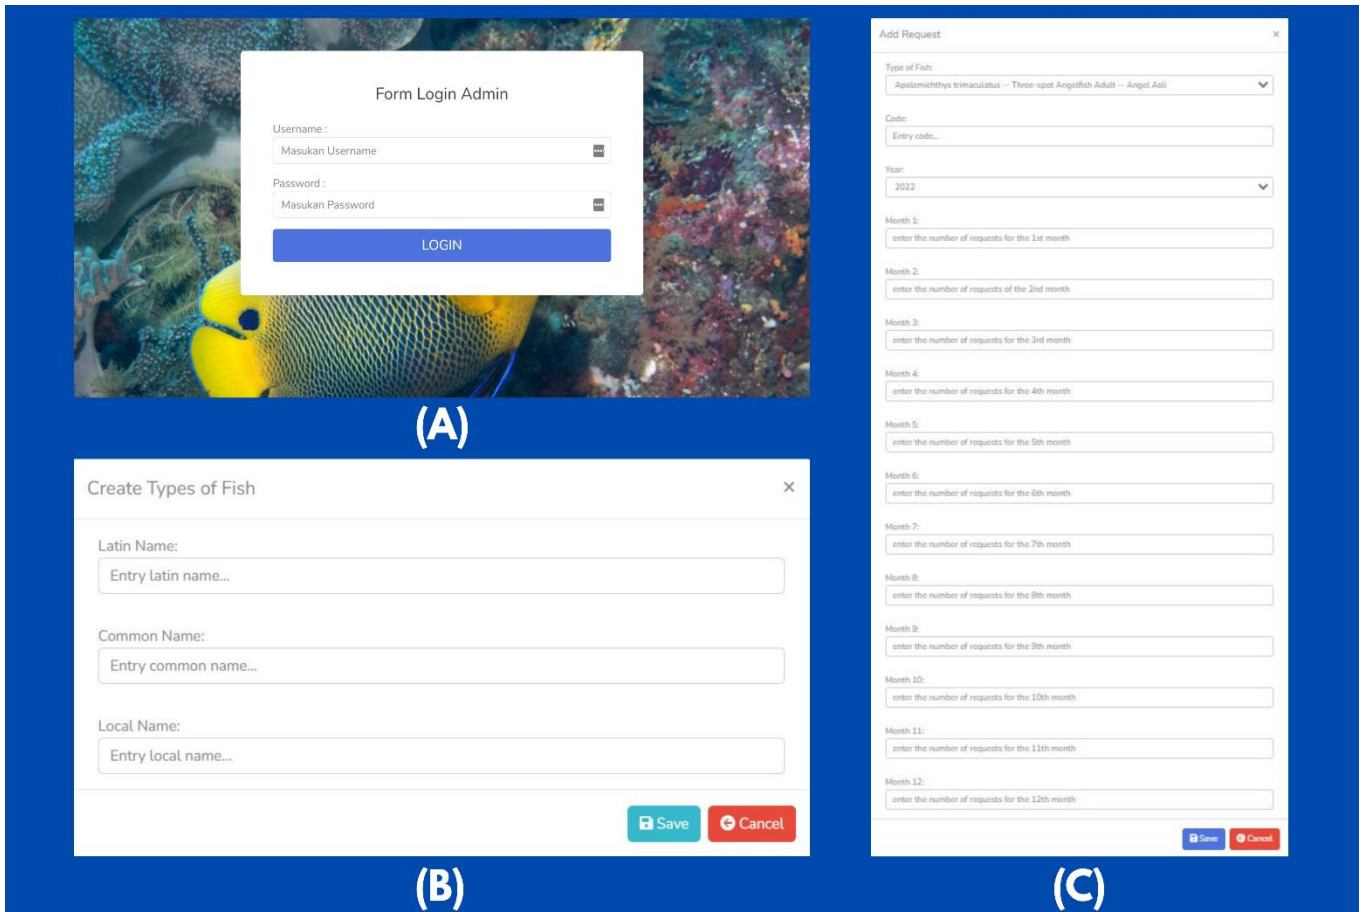 Form Login Admin
Username :
Masukan Username
Password :
Masukan Password
LOGIN
(A)
Create Types of Fish
Latin Name:
Entry latin name...
Common Name:
Entry common name...
Local Name:
Entry local name...
Save Cancel
(B)
Add Request
Type of Fish:
Apolemichthys trimaculatus -- Three-spot Angelfish Adult -- Angel Asli
Code:
Entry code...
Year:
2022
Month 1:
enter the number of requests for the 1st month
Month 2:
enter the number of requests of the 2nd month
Month 3:
enter the number of requests for the 3rd month
Month 4:
enter the number of requests for the 4th month
Month 5:
enter the number of requests for the 5th month
Month 6:
enter the number of requests for the 6th month
Month 7:
enter the number of requests for the 7th month
Month 8:
enter the number of requests for the 8th month
Month 9:
enter the number of requests for the 9th month
Month 10:
enter the number of requests for the 10th month
Month 11:
enter the number of requests for the 11th month
Month 12:
enter the number of requests for the 12th month
Save Cancel
(C)